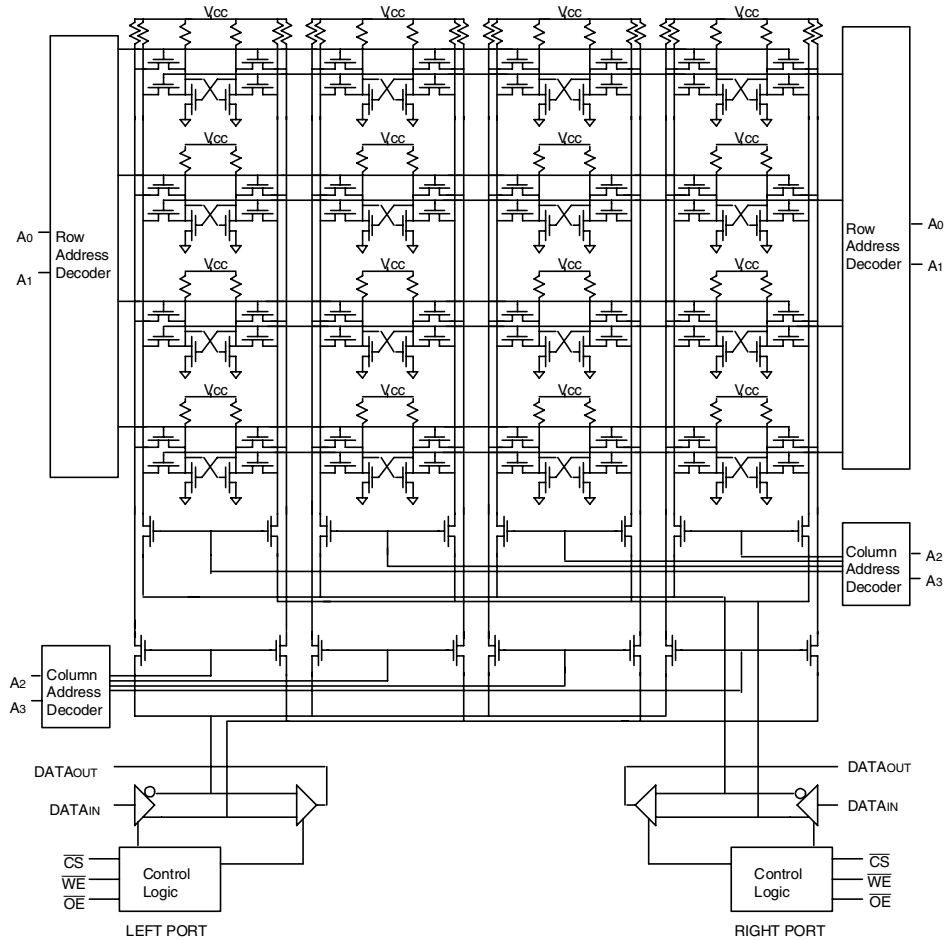 Vcc Vcc Vcc Vcc
Vcc Vcc Vcc Vcc
A0
Row
Address
Decoder
A1
Row
Address
Decoder
A0
A1
Vcc Vcc Vcc Vcc
Vcc Vcc Vcc Vcc
Column
Address
Decoder
A2
A3
A2
A3
Column
Address
Decoder
DATAOUT
DATAIN
DATAOUT
DATAIN
CS
WE
OE
Control
Logic
Control
Logic
CS
WE
OE
LEFT PORT
RIGHT PORT